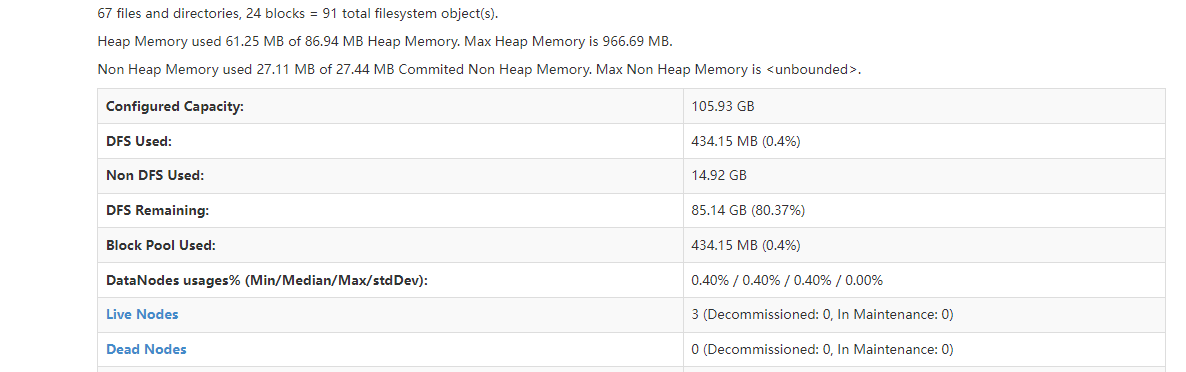 67 files and directories, 24 blocks = 91 total filesystem object(s).
Heap Memory used 61.25 MB of 86.94 MB Heap Memory. Max Heap Memory is 966.69 MB.
Non Heap Memory used 27.11 MB of 27.44 MB Commited Non Heap Memory. Max Non Heap Memory is <unbounded>.
Configured Capacity: 105.93 GB
DFS Used: 434.15 MB (0.4%)
Non DFS Used: 14.92 GB
DFS Remaining: 85.14 GB (80.37%)
Block Pool Used: 434.15 MB (0.4%)
DataNodes usages% (Min/Median/Max/stdDev): 0.40% / 0.40% / 0.40% / 0.00%
Live Nodes 3 (Decommissioned: 0, In Maintenance: 0)
Dead Nodes 0 (Decommissioned: 0, In Maintenance: 0)